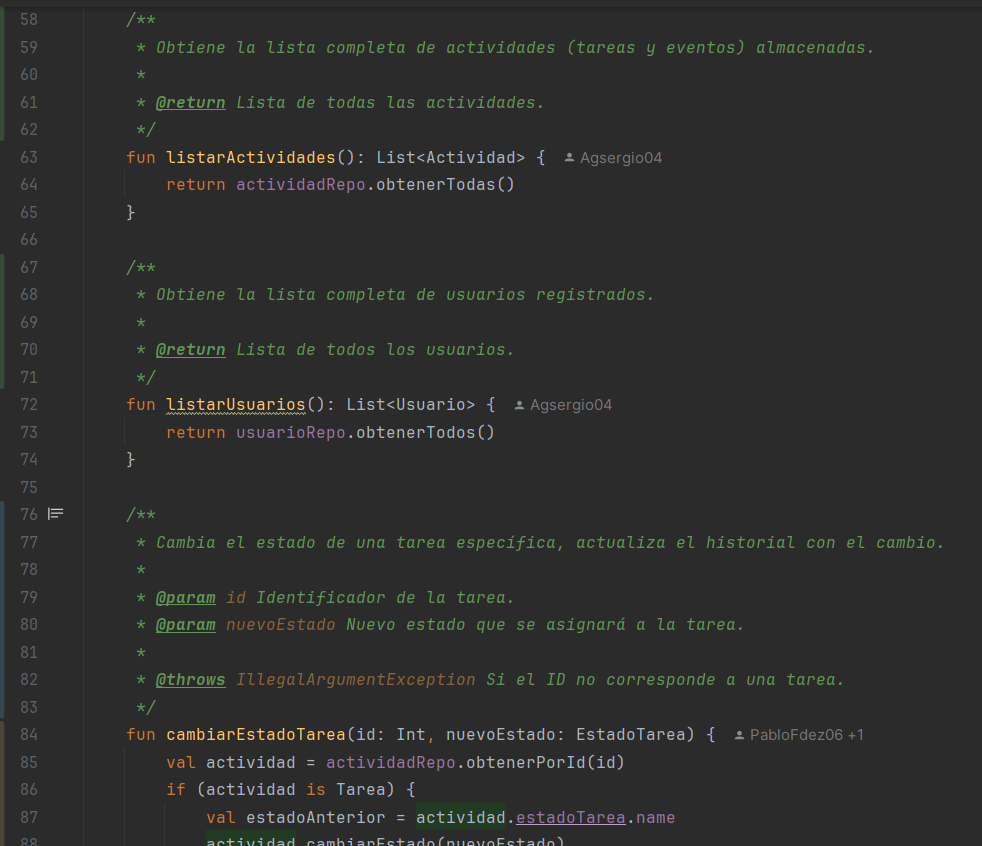 58 /**
59 * Obtiene la lista completa de actividades (tareas y eventos) almacenadas.
60 *
61 * @return Lista de todas las actividades.
62 */
63 fun listarActividades(): List<Actividad> { Agsergio04
64 return actividadRepo.obtenerTodas()
65 }
66
67 /**
68 * Obtiene la lista completa de usuarios registrados.
69 *
70 * @return Lista de todos los usuarios.
71 */
72 fun listarUsuarios(): List<Usuario> { Agsergio04
73 return usuarioRepo.obtenerTodos()
74 }
75
76 /**
77 * Cambia el estado de una tarea específica, actualiza el historial con el cambio.
78 *
79 * @param id Identificador de la tarea.
80 * @param nuevoEstado Nuevo estado que se asignará a la tarea.
81 *
82 * @throws IllegalArgumentException Si el ID no corresponde a una tarea.
83 */
84 fun cambiarEstadoTarea(id: Int, nuevoEstado: EstadoTarea) { PabloFdez06 +1
85 val actividad = actividadRepo.obtenerPorId(id)
86 if (actividad is Tarea) {
87 val estadoAnterior = actividad.estadoTarea.name
88 actividad.cambiarEstado(nuevoEstado)